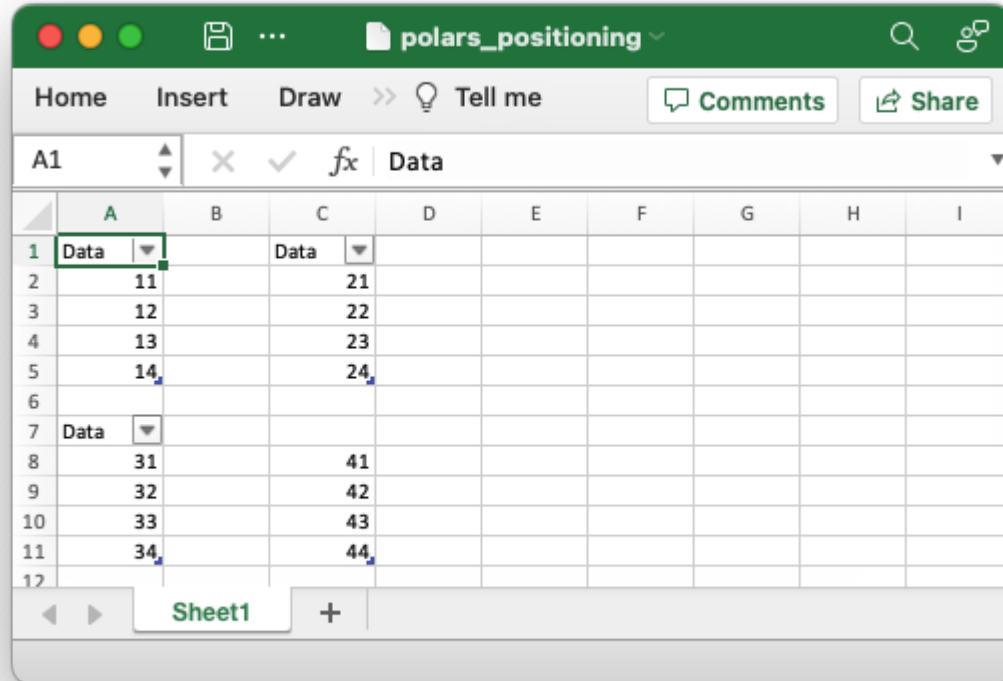 polars_positioning
Home Insert Draw >> Tell me Comments Share
A1 fx Data
A B C D E F G H I
1 Data Data
2 11 21
3 12 22
4 13 23
5 14 24
6
7 Data
8 31 41
9 32 42
10 33 43
11 34 44
12
Sheet1 +